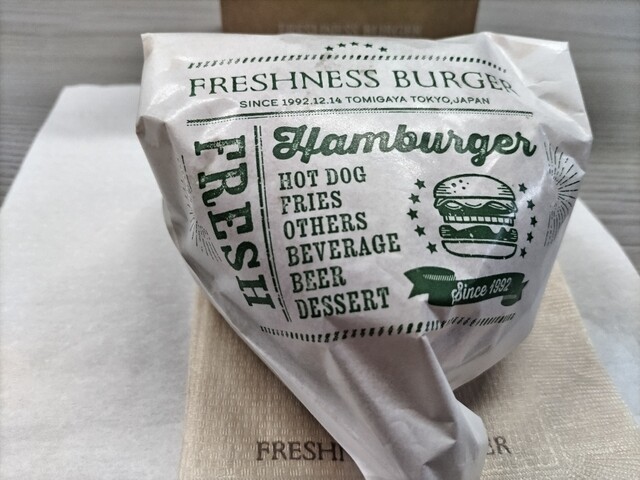 FRESHNESS BURGER
SINCE 1992.12.14 TOMIGAYA TOKYO,JAPAN
FRESH
Hamburger
HOT DOG
FRIES
OTHERS
BEVERAGE
BEER
DESSERT
Since 1992